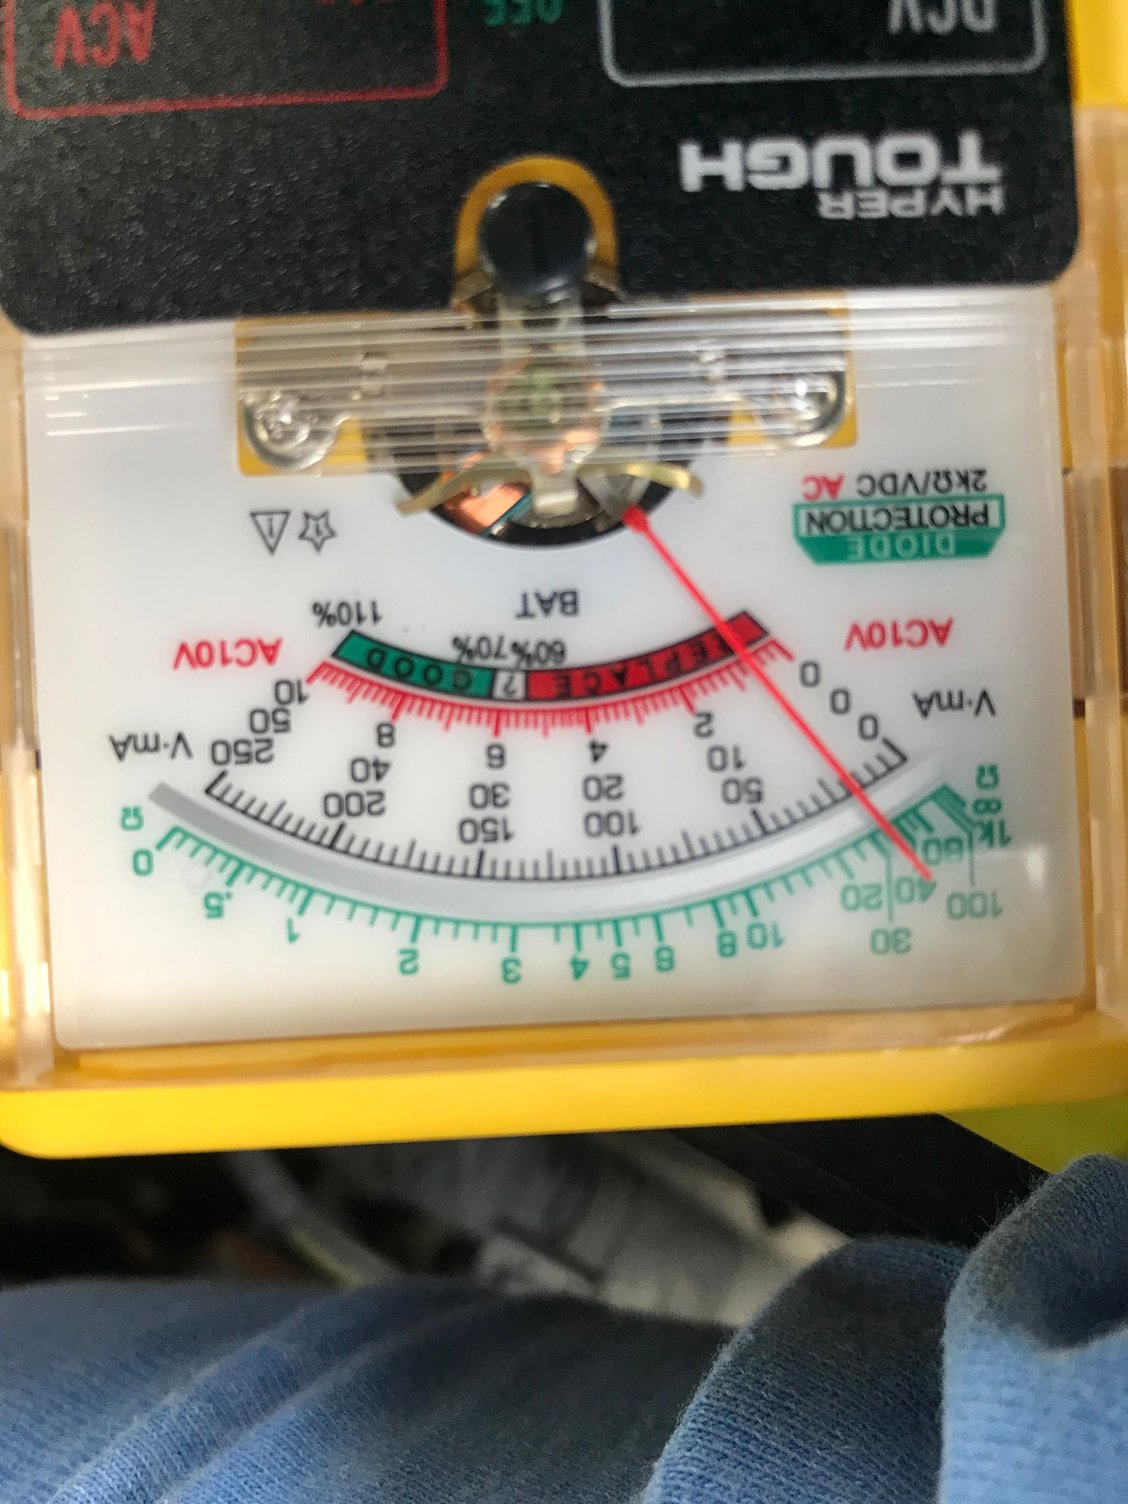 Ω ∞ 1k 100 60 40 30 20 10 8 6 5 4 3 2 1 .5 0 Ω
V·mA 0 50 100 150 200 250 V·mA
0 10 20 30 40 50
AC10V 0 2 4 6 8 10 AC10V
REPLACE ? GOOD
60% 70% 110%
BAT
DIODE
PROTECTION
2kΩ/VDC AC
HYPER
TOUGH
DCV OFF ACV